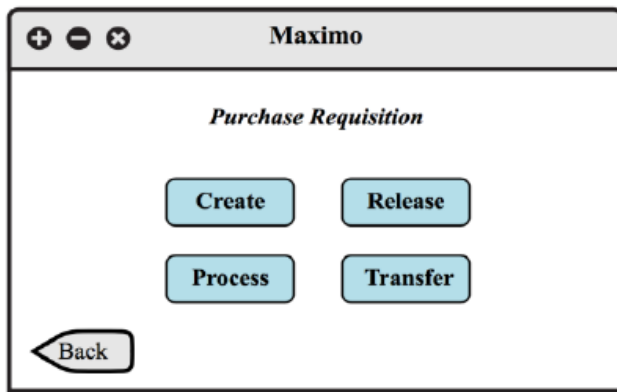 Maximo
Purchase Requisition
Create Release
Process Transfer
Back